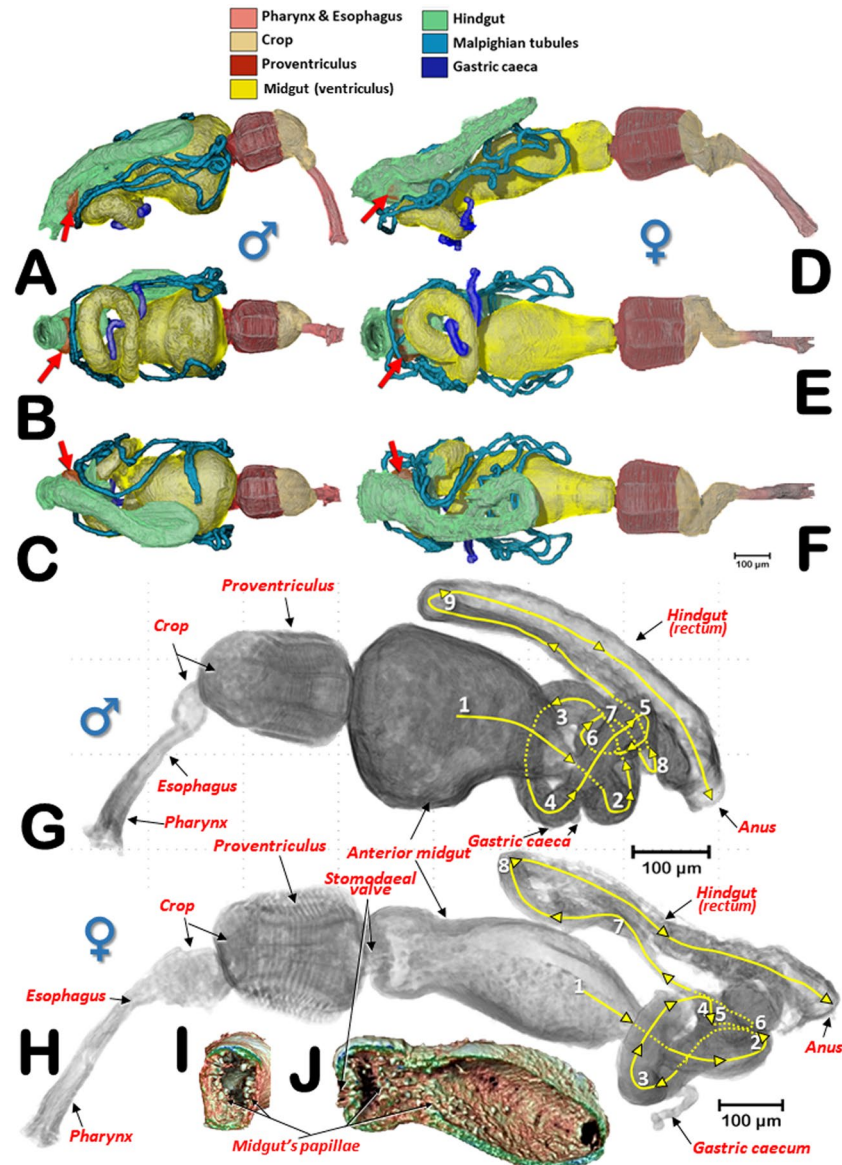 Pharynx & Esophagus
Crop
Proventriculus
Midgut (ventriculus)
Hindgut
Malpighian tubules
Gastric caeca
A
♂
♀
D
B
E
C
F
100 µm
Proventriculus
Crop
9
Hindgut
(rectum)
♂
1
3
7
5
6
8
4
2
Esophagus
G
Pharynx
Gastric caeca
Anus
Anterior midgut
100 µm
Proventriculus
Stomodaeal
valve
♀
Crop
8
Hindgut
(rectum)
7
Esophagus
1
4
5
6
2
Anus
3
H
I
J
100 µm
Midgut's papillae
Pharynx
Gastric caecum